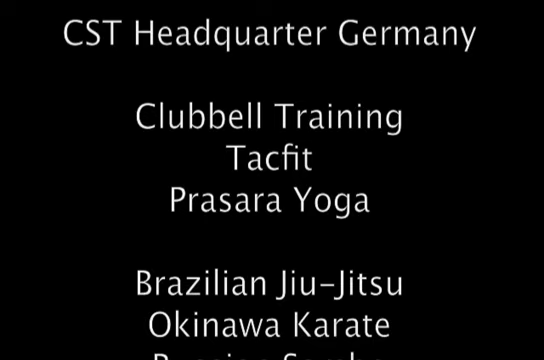 CST Headquarter Germany
Clubbell Training
Tacfit
Prasara Yoga
Brazilian Jiu-Jitsu
Okinawa Karate